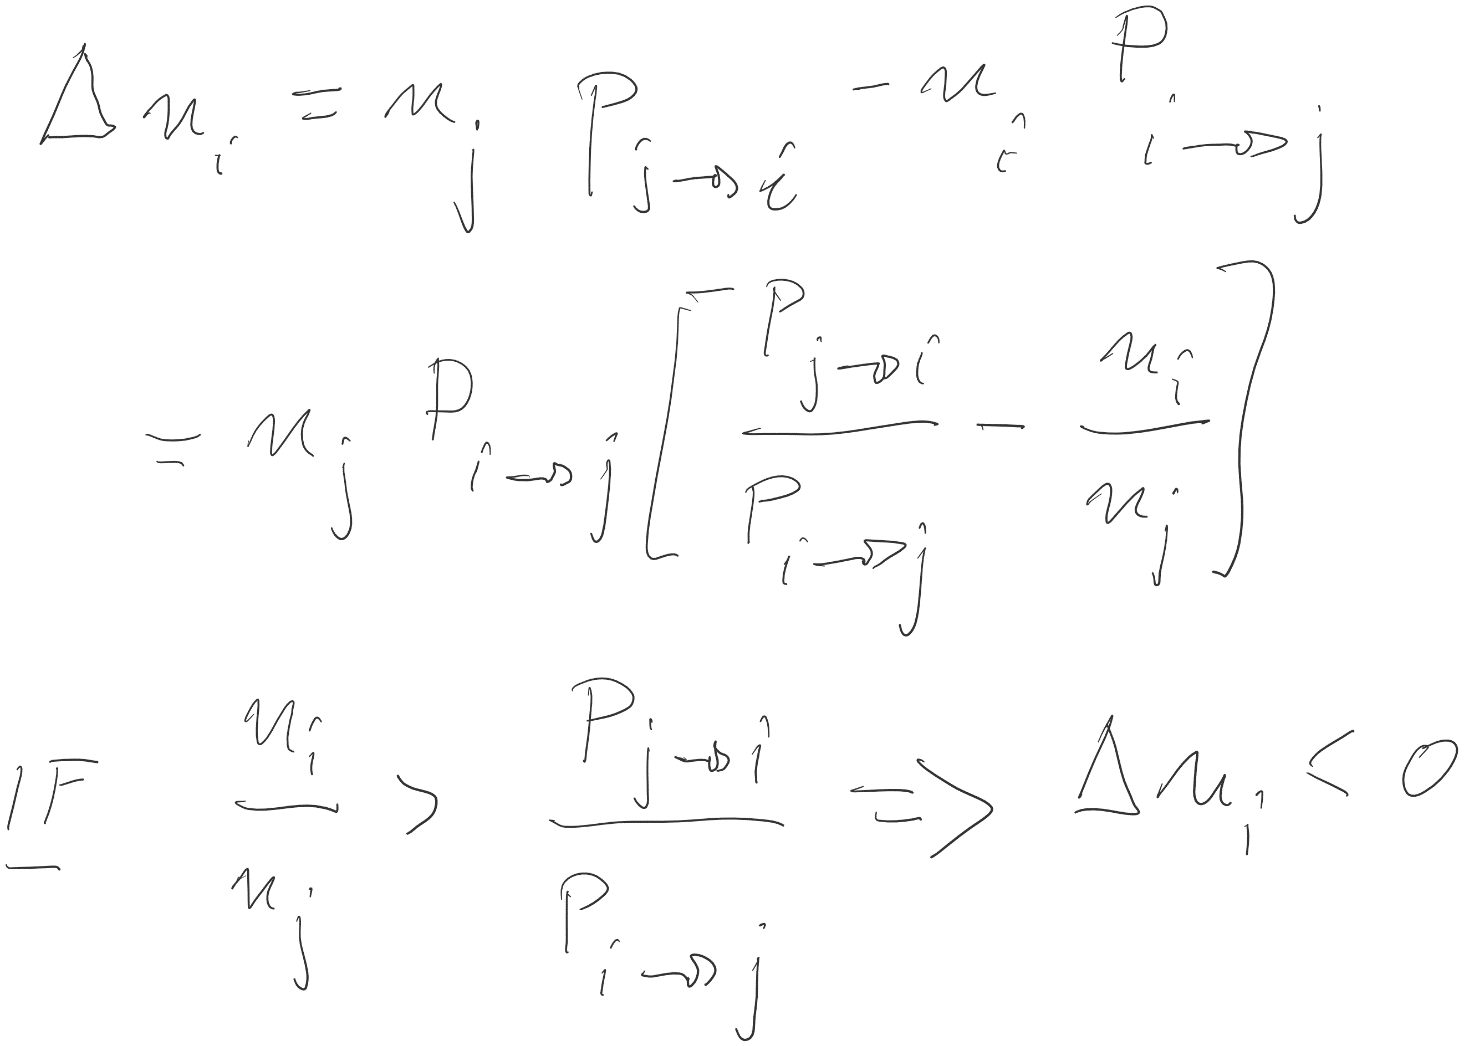 Δn_i = n_j P_{j→i} − n_i P_{i→j}
= n_j P_{i→j} [ P_{j→i} / P_{i→j} − n_i / n_j ]
IF n_i / n_j > P_{j→i} / P_{i→j} => Δn_i < 0